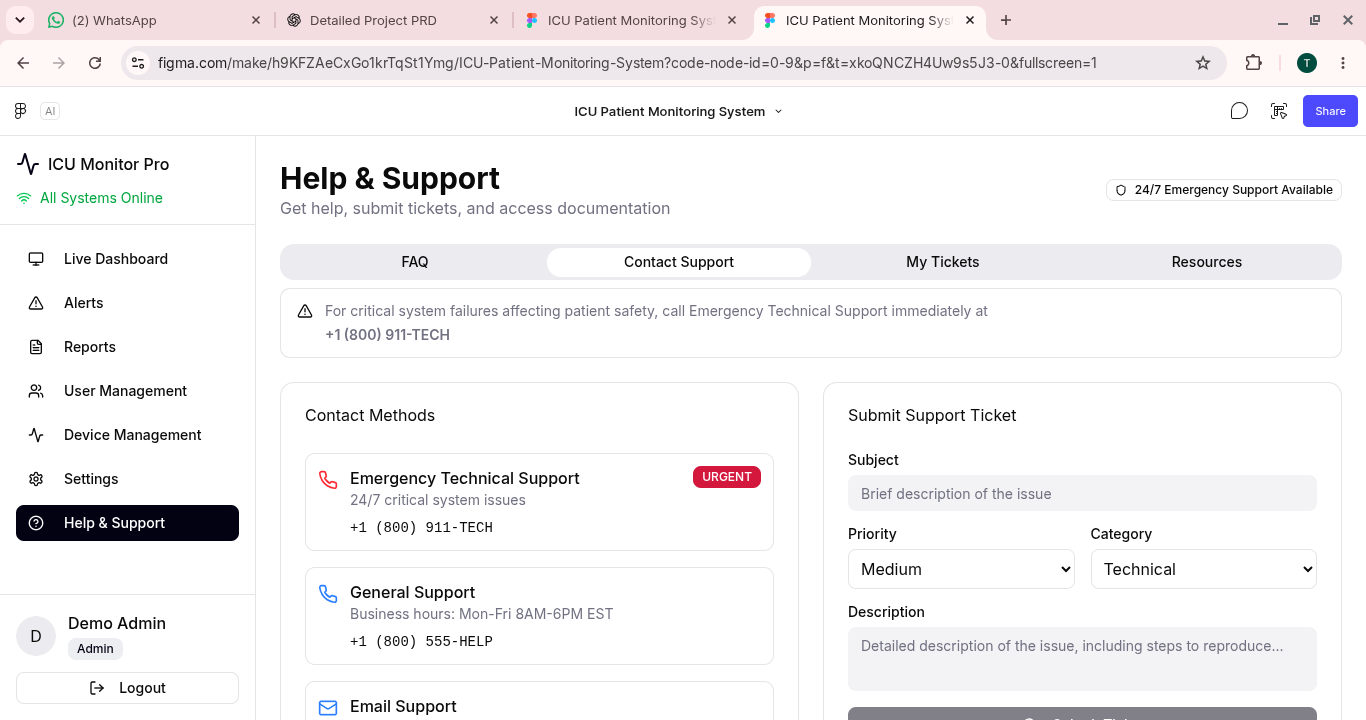 (2) WhatsApp
Detailed Project PRD
ICU Patient Monitoring Sys
ICU Patient Monitoring Sys
figma.com/make/h9KFZAeCxGo1krTqSt1Ymg/ICU-Patient-Monitoring-System?code-node-id=0-9&p=f&t=xkoQNCZH4Uw9s5J3-0&fullscreen=1
T
AI
ICU Patient Monitoring System
Share
ICU Monitor Pro
All Systems Online
Live Dashboard
Alerts
Reports
User Management
Device Management
Settings
Help & Support
D
Demo Admin
Admin
Logout
Help & Support
Get help, submit tickets, and access documentation
24/7 Emergency Support Available
FAQ
Contact Support
My Tickets
Resources
For critical system failures affecting patient safety, call Emergency Technical Support immediately at
+1 (800) 911-TECH
Contact Methods
Emergency Technical Support
URGENT
24/7 critical system issues
+1 (800) 911-TECH
General Support
Business hours: Mon-Fri 8AM-6PM EST
+1 (800) 555-HELP
Email Support
Submit Support Ticket
Subject
Brief description of the issue
Priority
Category
Medium
Technical
Description
Detailed description of the issue, including steps to reproduce...